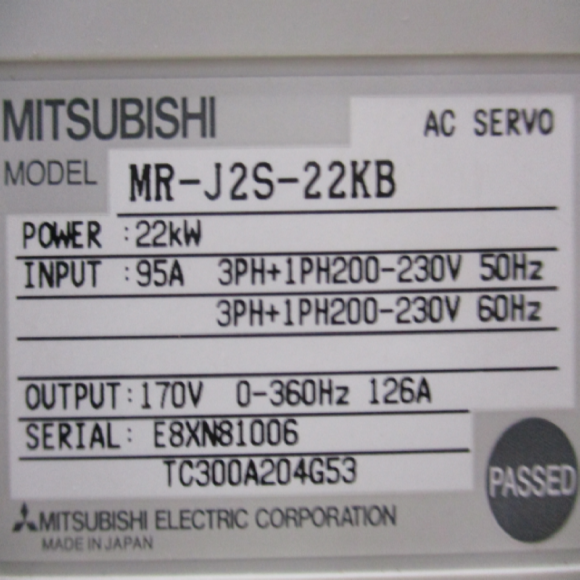 MITSUBISHI AC SERVO
MODEL MR-J2S-22KB
POWER :22kW
INPUT :95A 3PH+1PH200-230V 50Hz
3PH+1PH200-230V 60Hz
OUTPUT:170V 0-360Hz 126A
SERIAL: E8XN81006
TC300A204G53
PASSED
MITSUBISHI ELECTRIC CORPORATION
MADE IN JAPAN